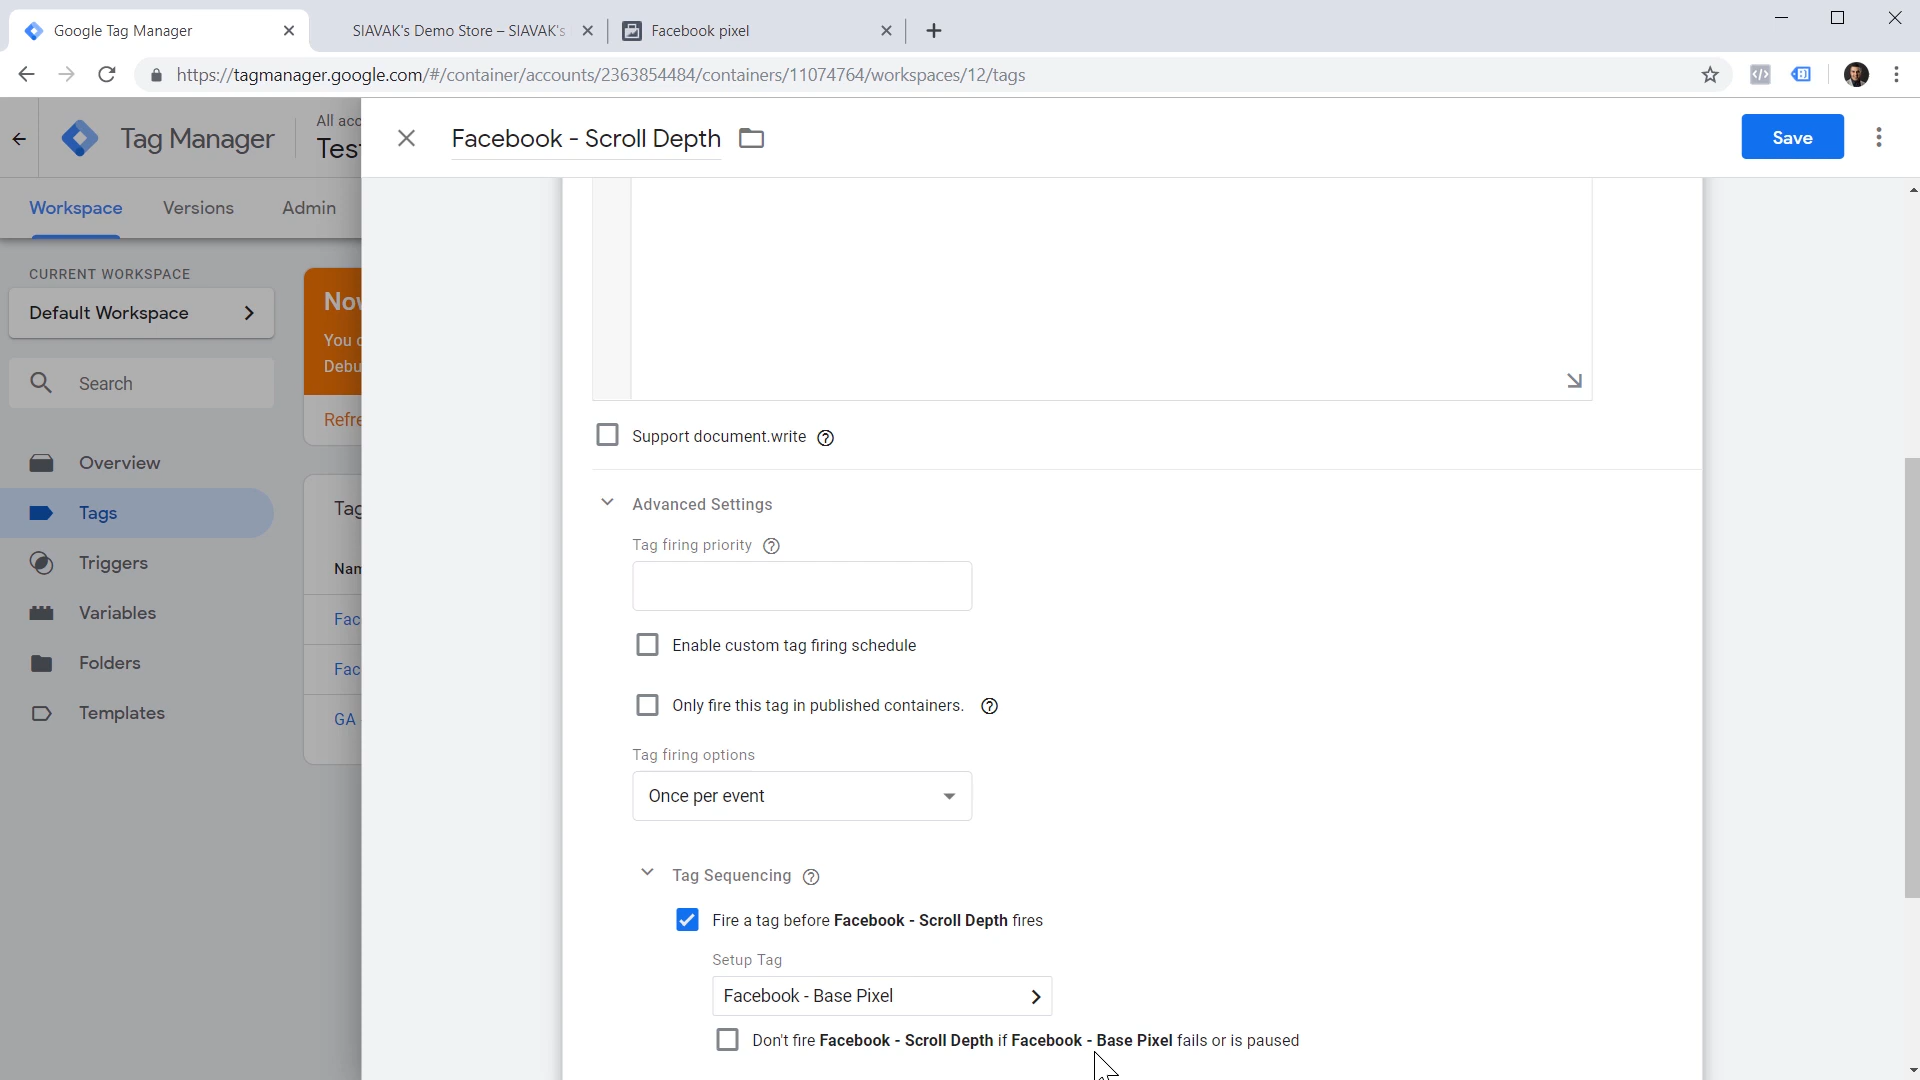 Google Tag Manager
SIAVAK's Demo Store – SIAVAK's
Facebook pixel
https://tagmanager.google.com/#/container/accounts/2363854484/containers/11074764/workspaces/12/tags
Tag Manager
All acc
Test
Facebook - Scroll Depth
Save
Workspace
Versions
Admin
CURRENT WORKSPACE
Default Workspace
Search
Overview
Tags
Triggers
Variables
Folders
Templates
Now
You c
Debu
Refre
Tag
Nam
Fac
Fac
GA
Support document.write
Advanced Settings
Tag firing priority
Enable custom tag firing schedule
Only fire this tag in published containers.
Tag firing options
Once per event
Tag Sequencing
Fire a tag before Facebook - Scroll Depth fires
Setup Tag
Facebook - Base Pixel
Don't fire Facebook - Scroll Depth if Facebook - Base Pixel fails or is paused